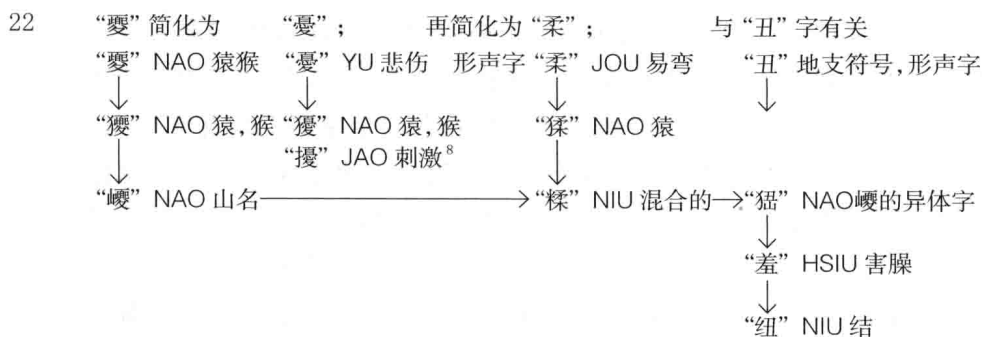 22 “夒”简化为 “憂”； 再简化为“柔”； 与“丑”字有关
“夒” NAO 猿猴 “憂” YU 悲伤 形声字 “柔” JOU 易弯 “丑”地支符号，形声字
↓ ↓ ↓ ↓
“獶” NAO 猿，猴 “獶” NAO 猿，猴 “猱” NAO 猿
“擾” JAO 刺激8
↓ ↓
“巎” NAO 山名→“糅” NIU 混合的→“峱” NAO巎的异体字
↓
“羞” HSIU 害臊
↓
“纽” NIU 结